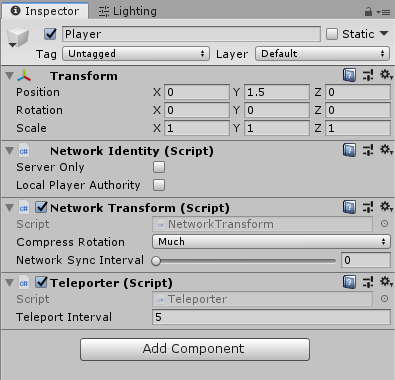 Inspector Lighting
Player Static
Tag Untagged Layer Default
Transform
Position X 0 Y 1.5 Z 0
Rotation X 0 Y 0 Z 0
Scale X 1 Y 1 Z 1
c# Network Identity (Script)
Server Only
Local Player Authority
c# Network Transform (Script)
Script NetworkTransform
Compress Rotation Much
Network Sync Interval 0
c# Teleporter (Script)
Script Teleporter
Teleport Interval 5
Add Component